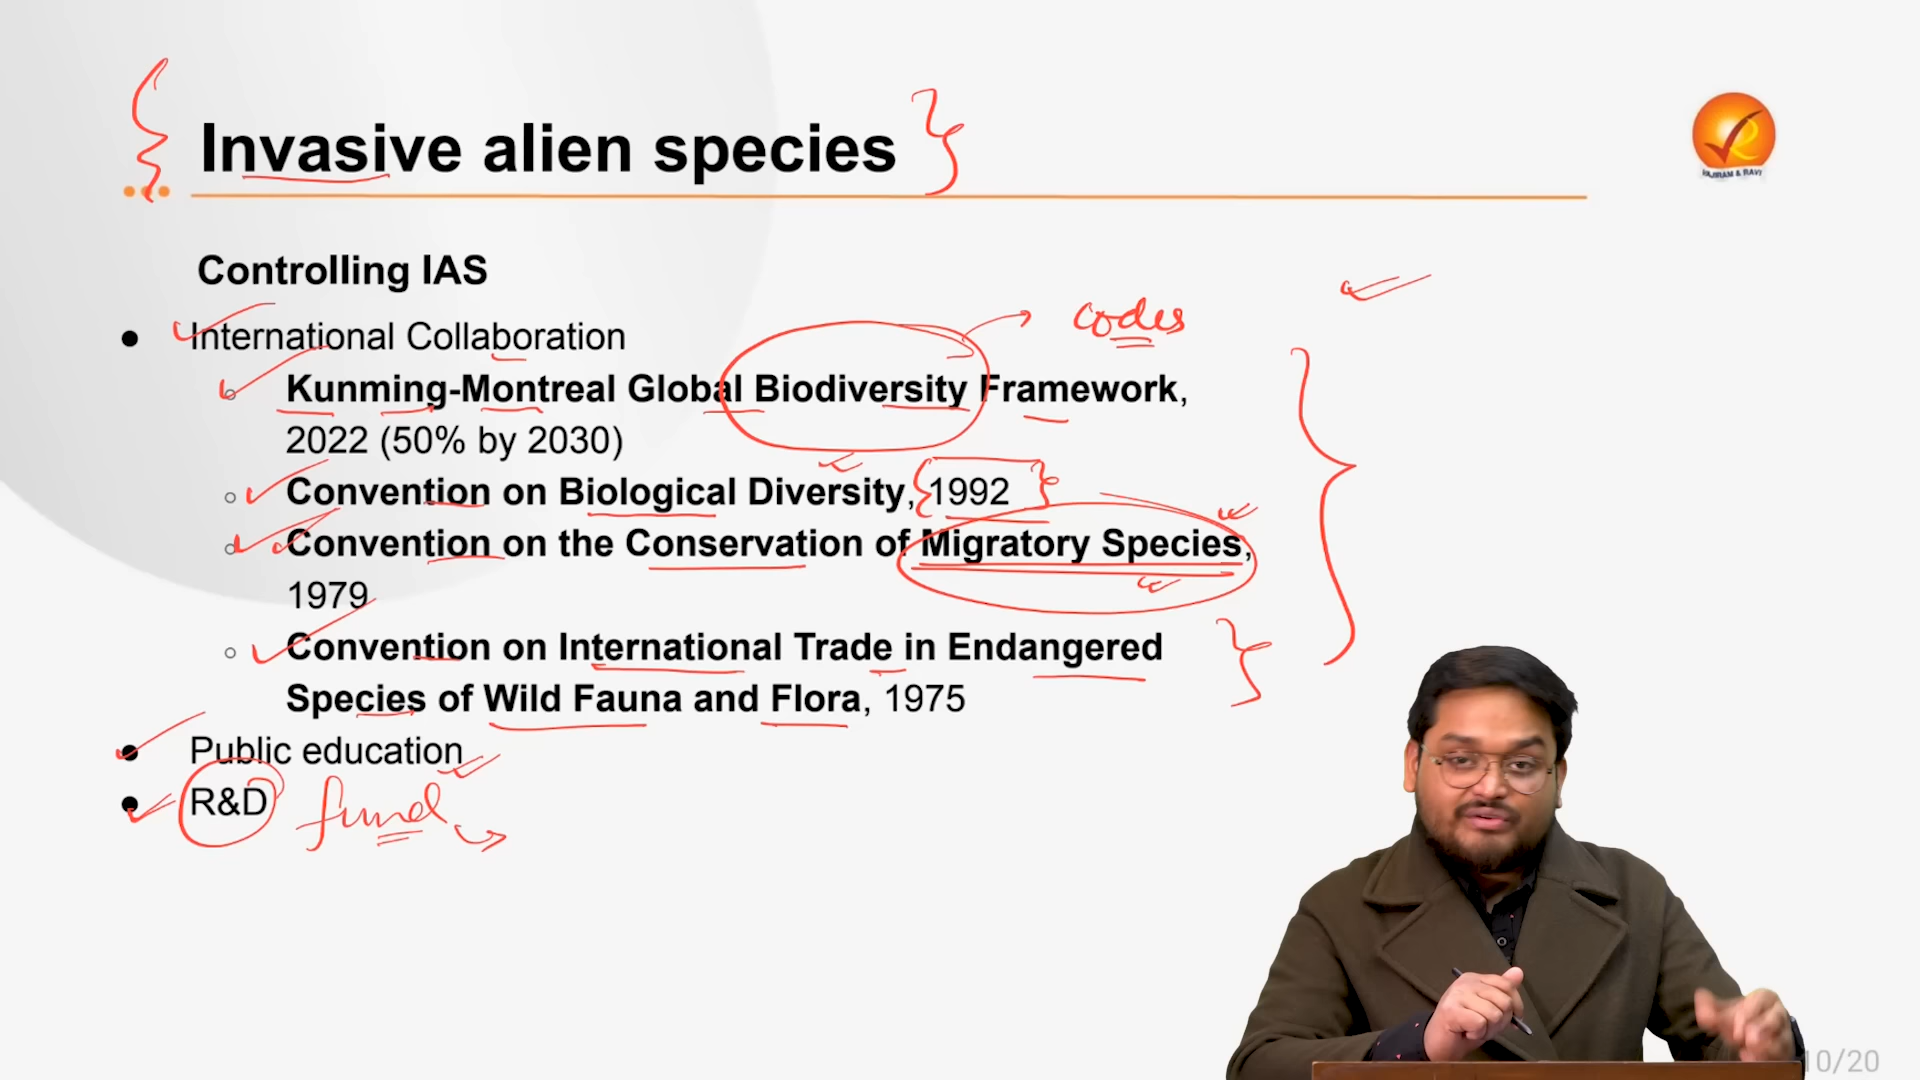 Invasive alien species
VAJIRAM & RAVI
Controlling IAS
● International Collaboration
codes
○ Kunming-Montreal Global Biodiversity Framework,
2022 (50% by 2030)
○ Convention on Biological Diversity, 1992
○ Convention on the Conservation of Migratory Species,
1979
○ Convention on International Trade in Endangered
Species of Wild Fauna and Flora, 1975
● Public education
● R&D fund
10/20